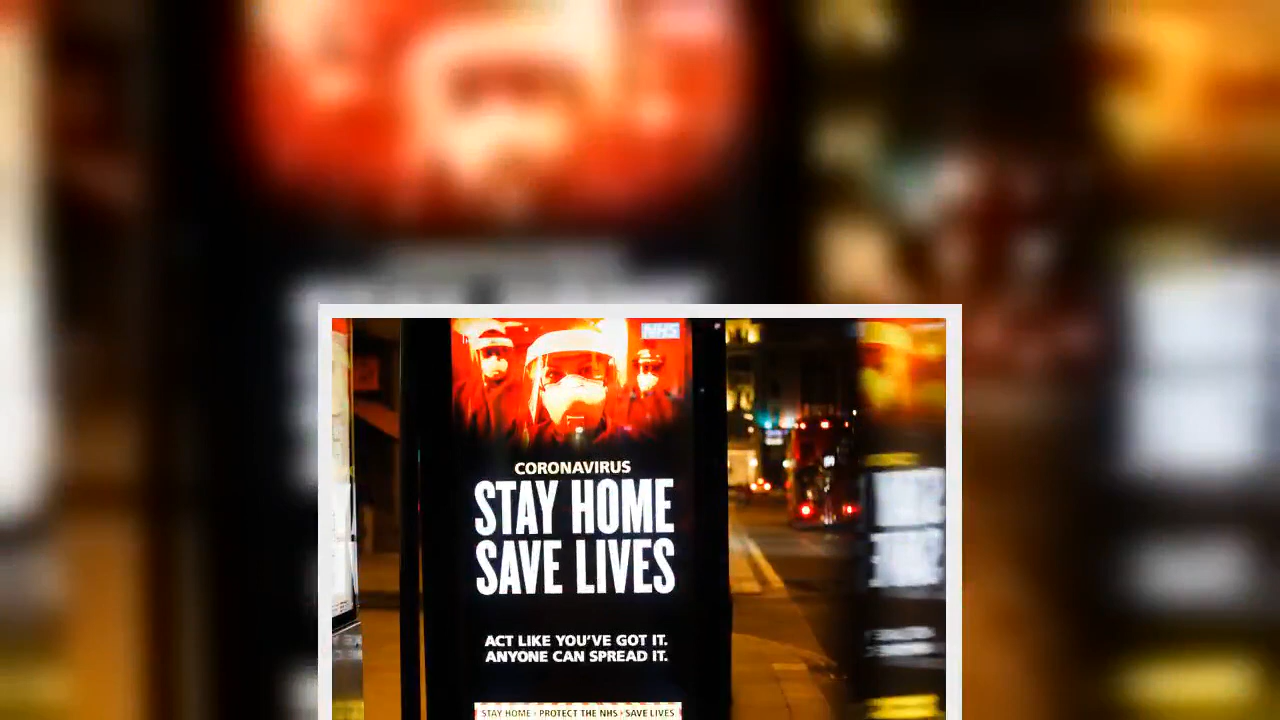 NHS
CORONAVIRUS
STAY HOME
SAVE LIVES
ACT LIKE YOU'VE GOT IT.
ANYONE CAN SPREAD IT.
STAY HOME • PROTECT THE NHS • SAVE LIVES